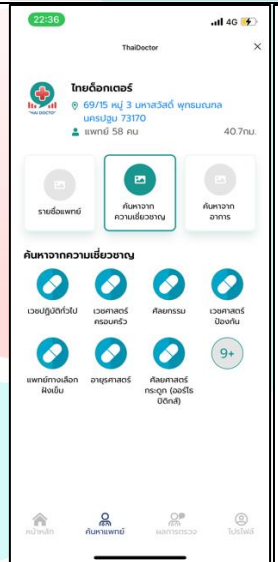 22:36
4G
ThaiDoctor
×
ไทยด็อกเตอร์
69/15 หมู่ 3 มหาสวัสดิ์ พุทธมณฑล
นครปฐม 73170
แพทย์ 58 คน
40.7กม.
THAI DOCTOR
รายชื่อแพทย์
ค้นหาจาก
ความเชี่ยวชาญ
ค้นหาจาก
อาการ
ค้นหาจากความเชี่ยวชาญ
เวชปฏิบัติทั่วไป
เวชศาสตร์
ครอบครัว
ศัลยกรรม
เวชศาสตร์
ป้องกัน
แพทย์ทางเลือก
ฝังเข็ม
อายุรศาสตร์
ศัลยศาสตร์
กระดูก (ออร์โธ
ปิดิกส์)
9+
หน้าหลัก
ค้นหาแพทย์
ผลการตรวจ
โปรไฟล์